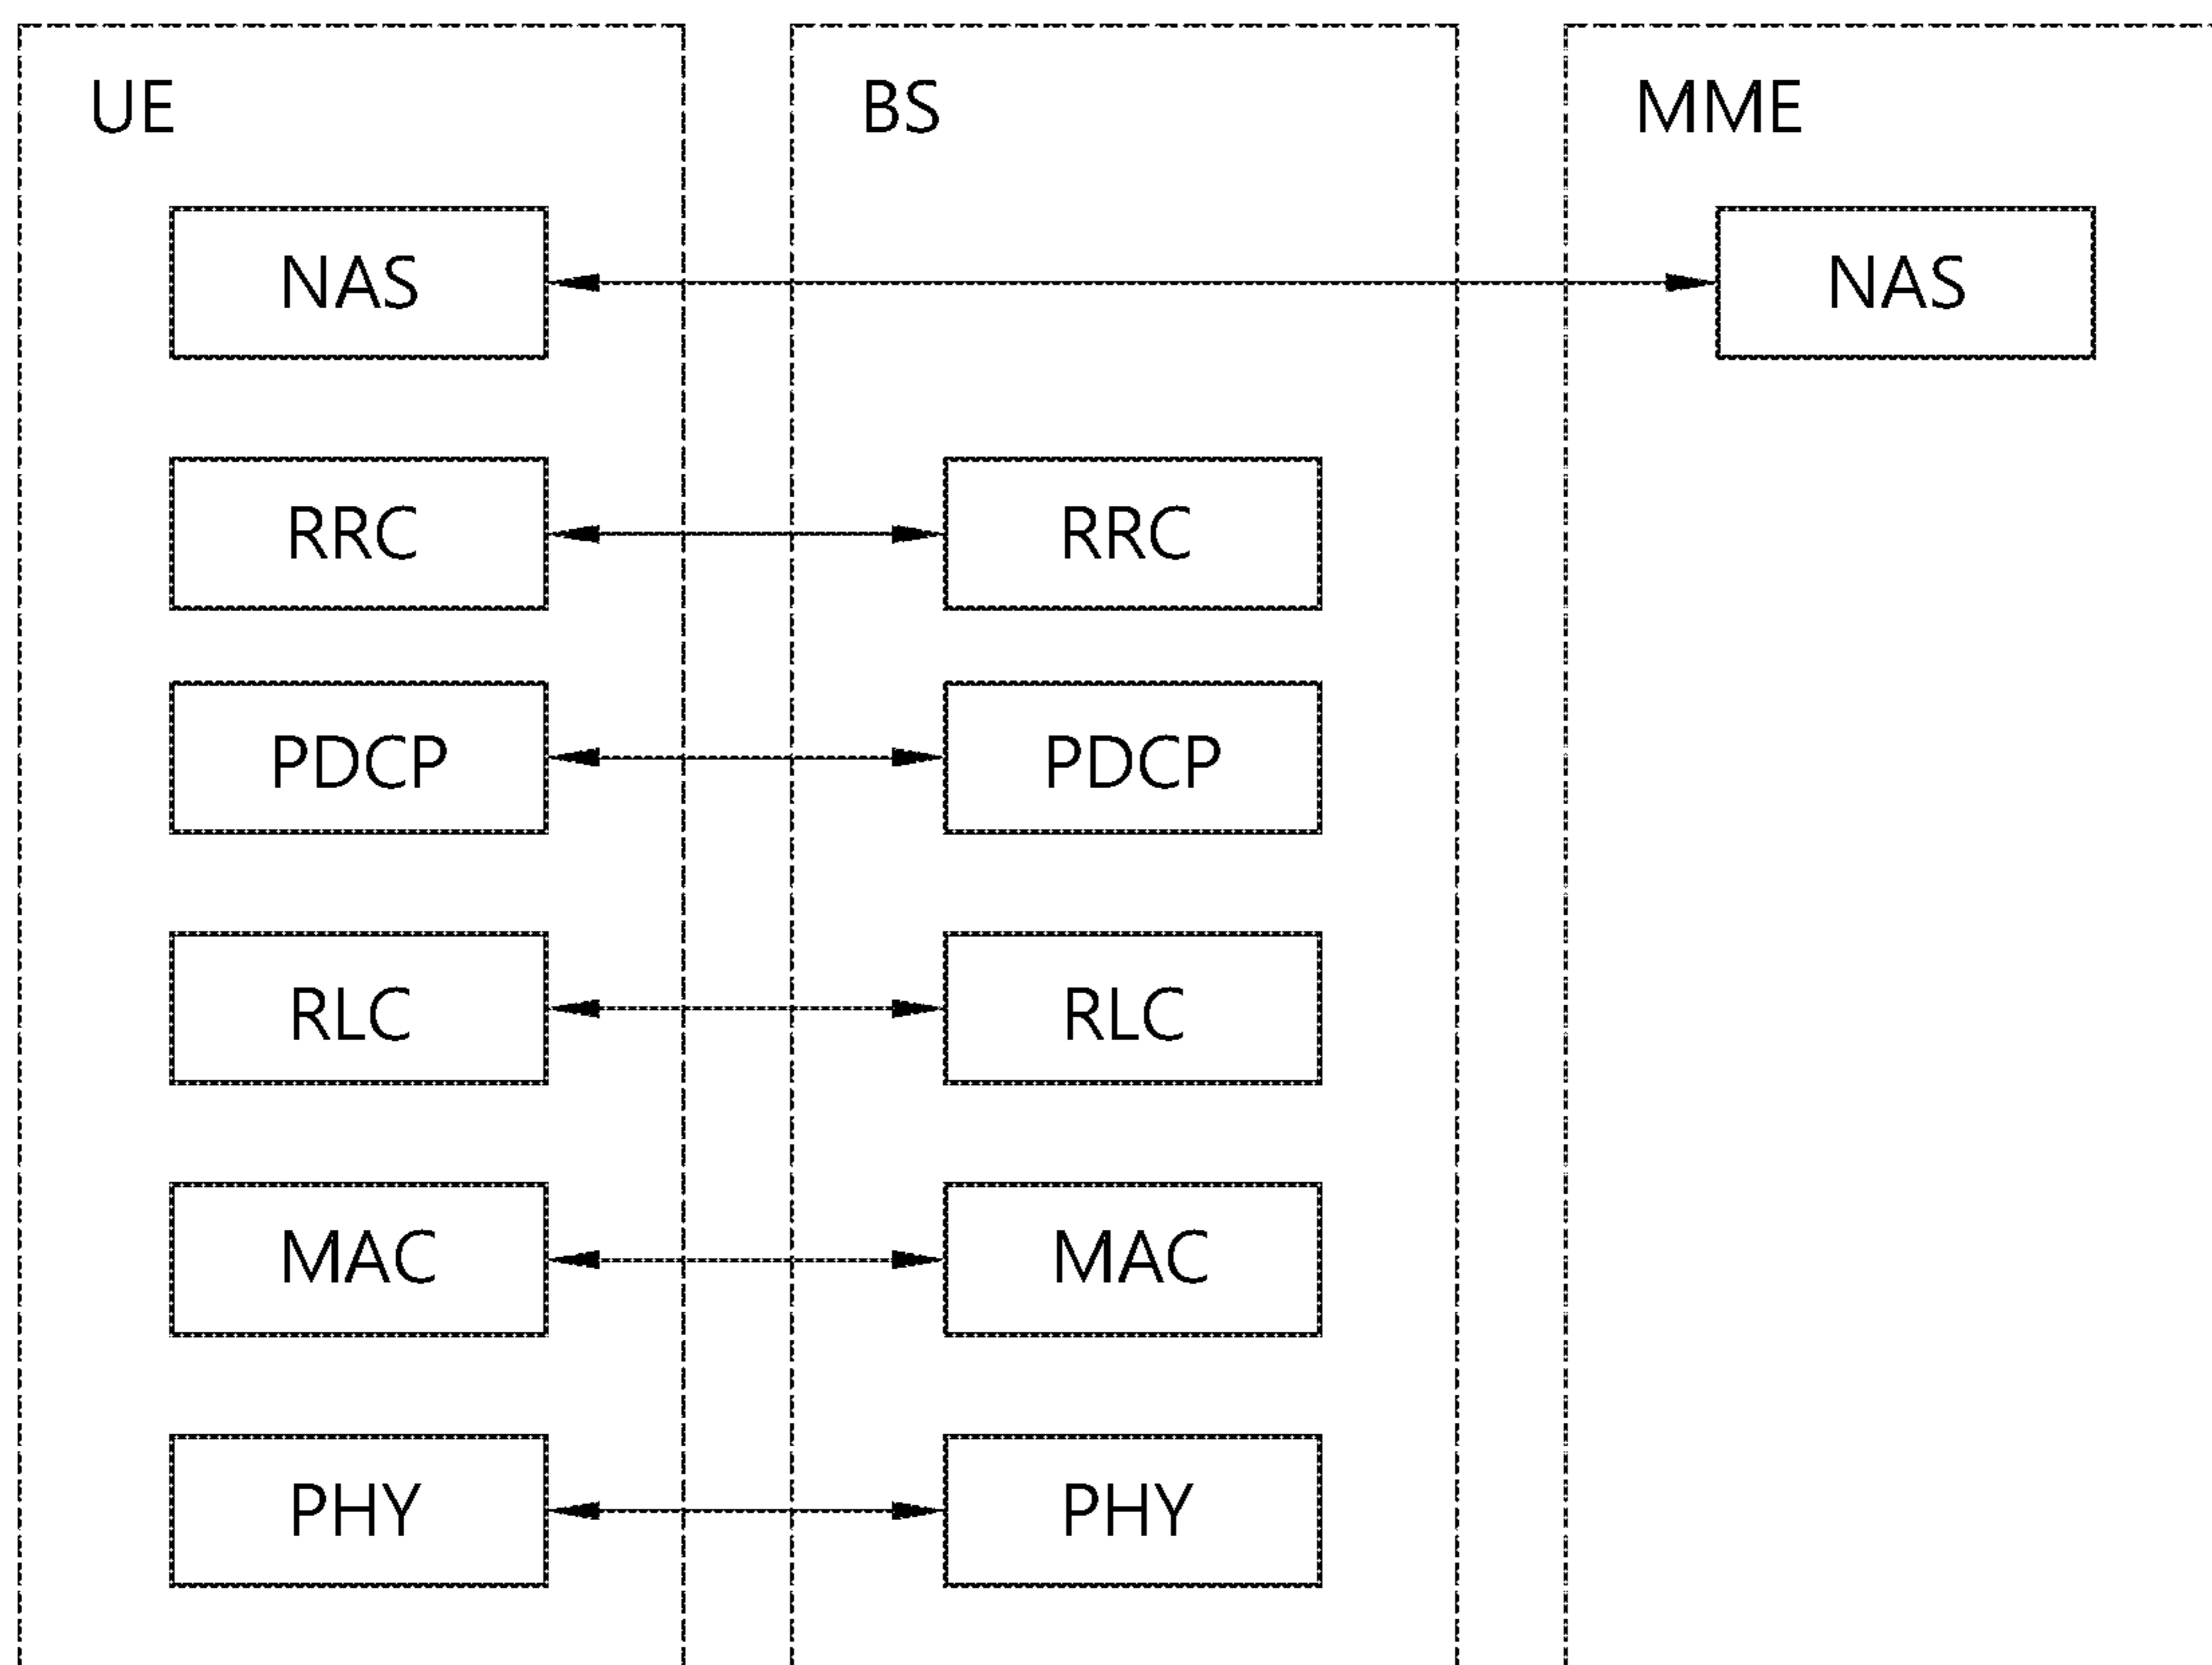 UE BS MME
NAS NAS
RRC RRC
PDCP PDCP
RLC RLC
MAC MAC
PHY PHY